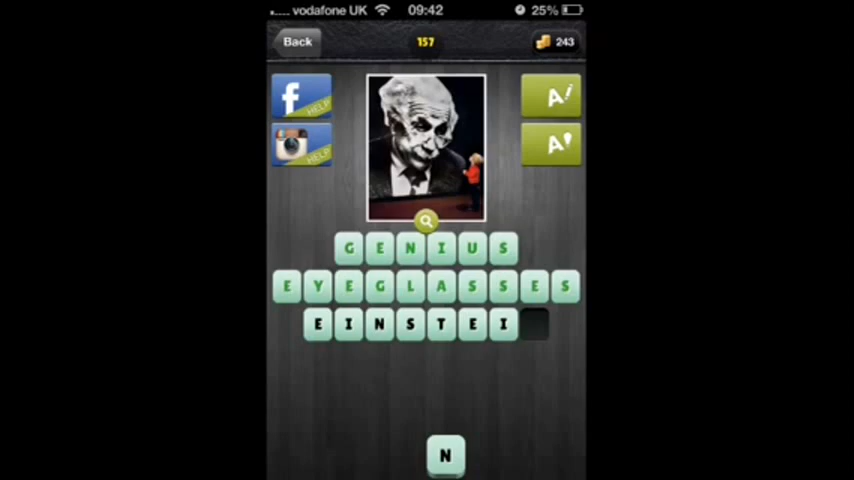 vodafone UK 09:42 25%
Back 157 243
f HELP A
HELP A
GENIUS
EYEGLASSES
EINSTEI
N